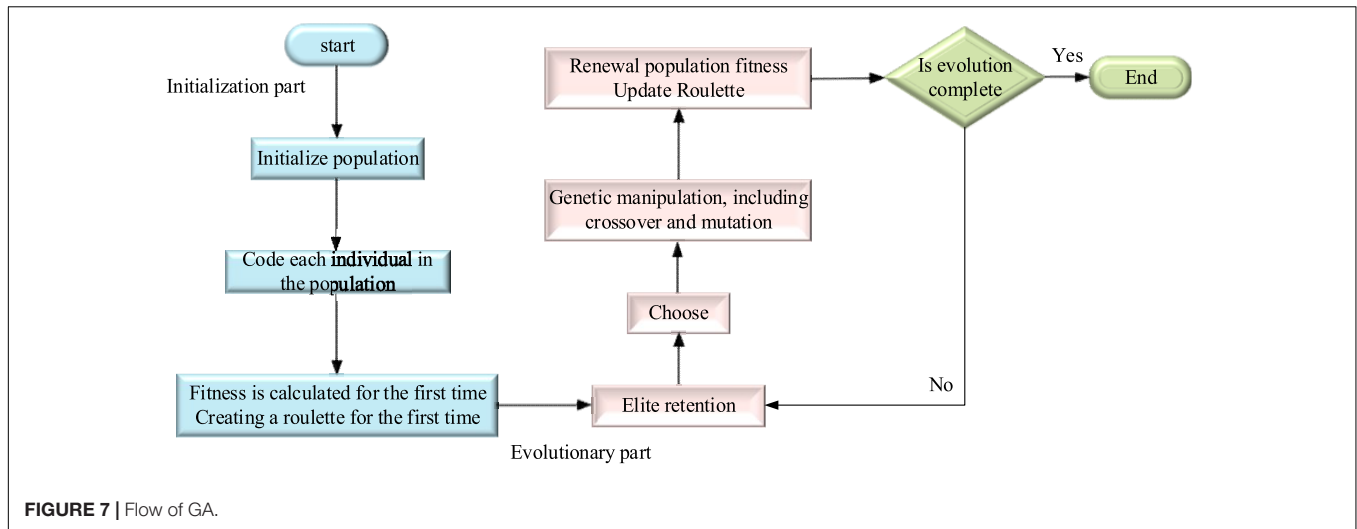 start
Initialization part
Initialize population
Code each individual in
the population
Fitness is calculated for the first time
Creating a roulette for the first time
Evolutionary part
Elite retention
Choose
Genetic manipulation, including
crossover and mutation
Renewal population fitness
Update Roulette
Is evolution
complete
Yes
End
No
FIGURE 7 | Flow of GA.